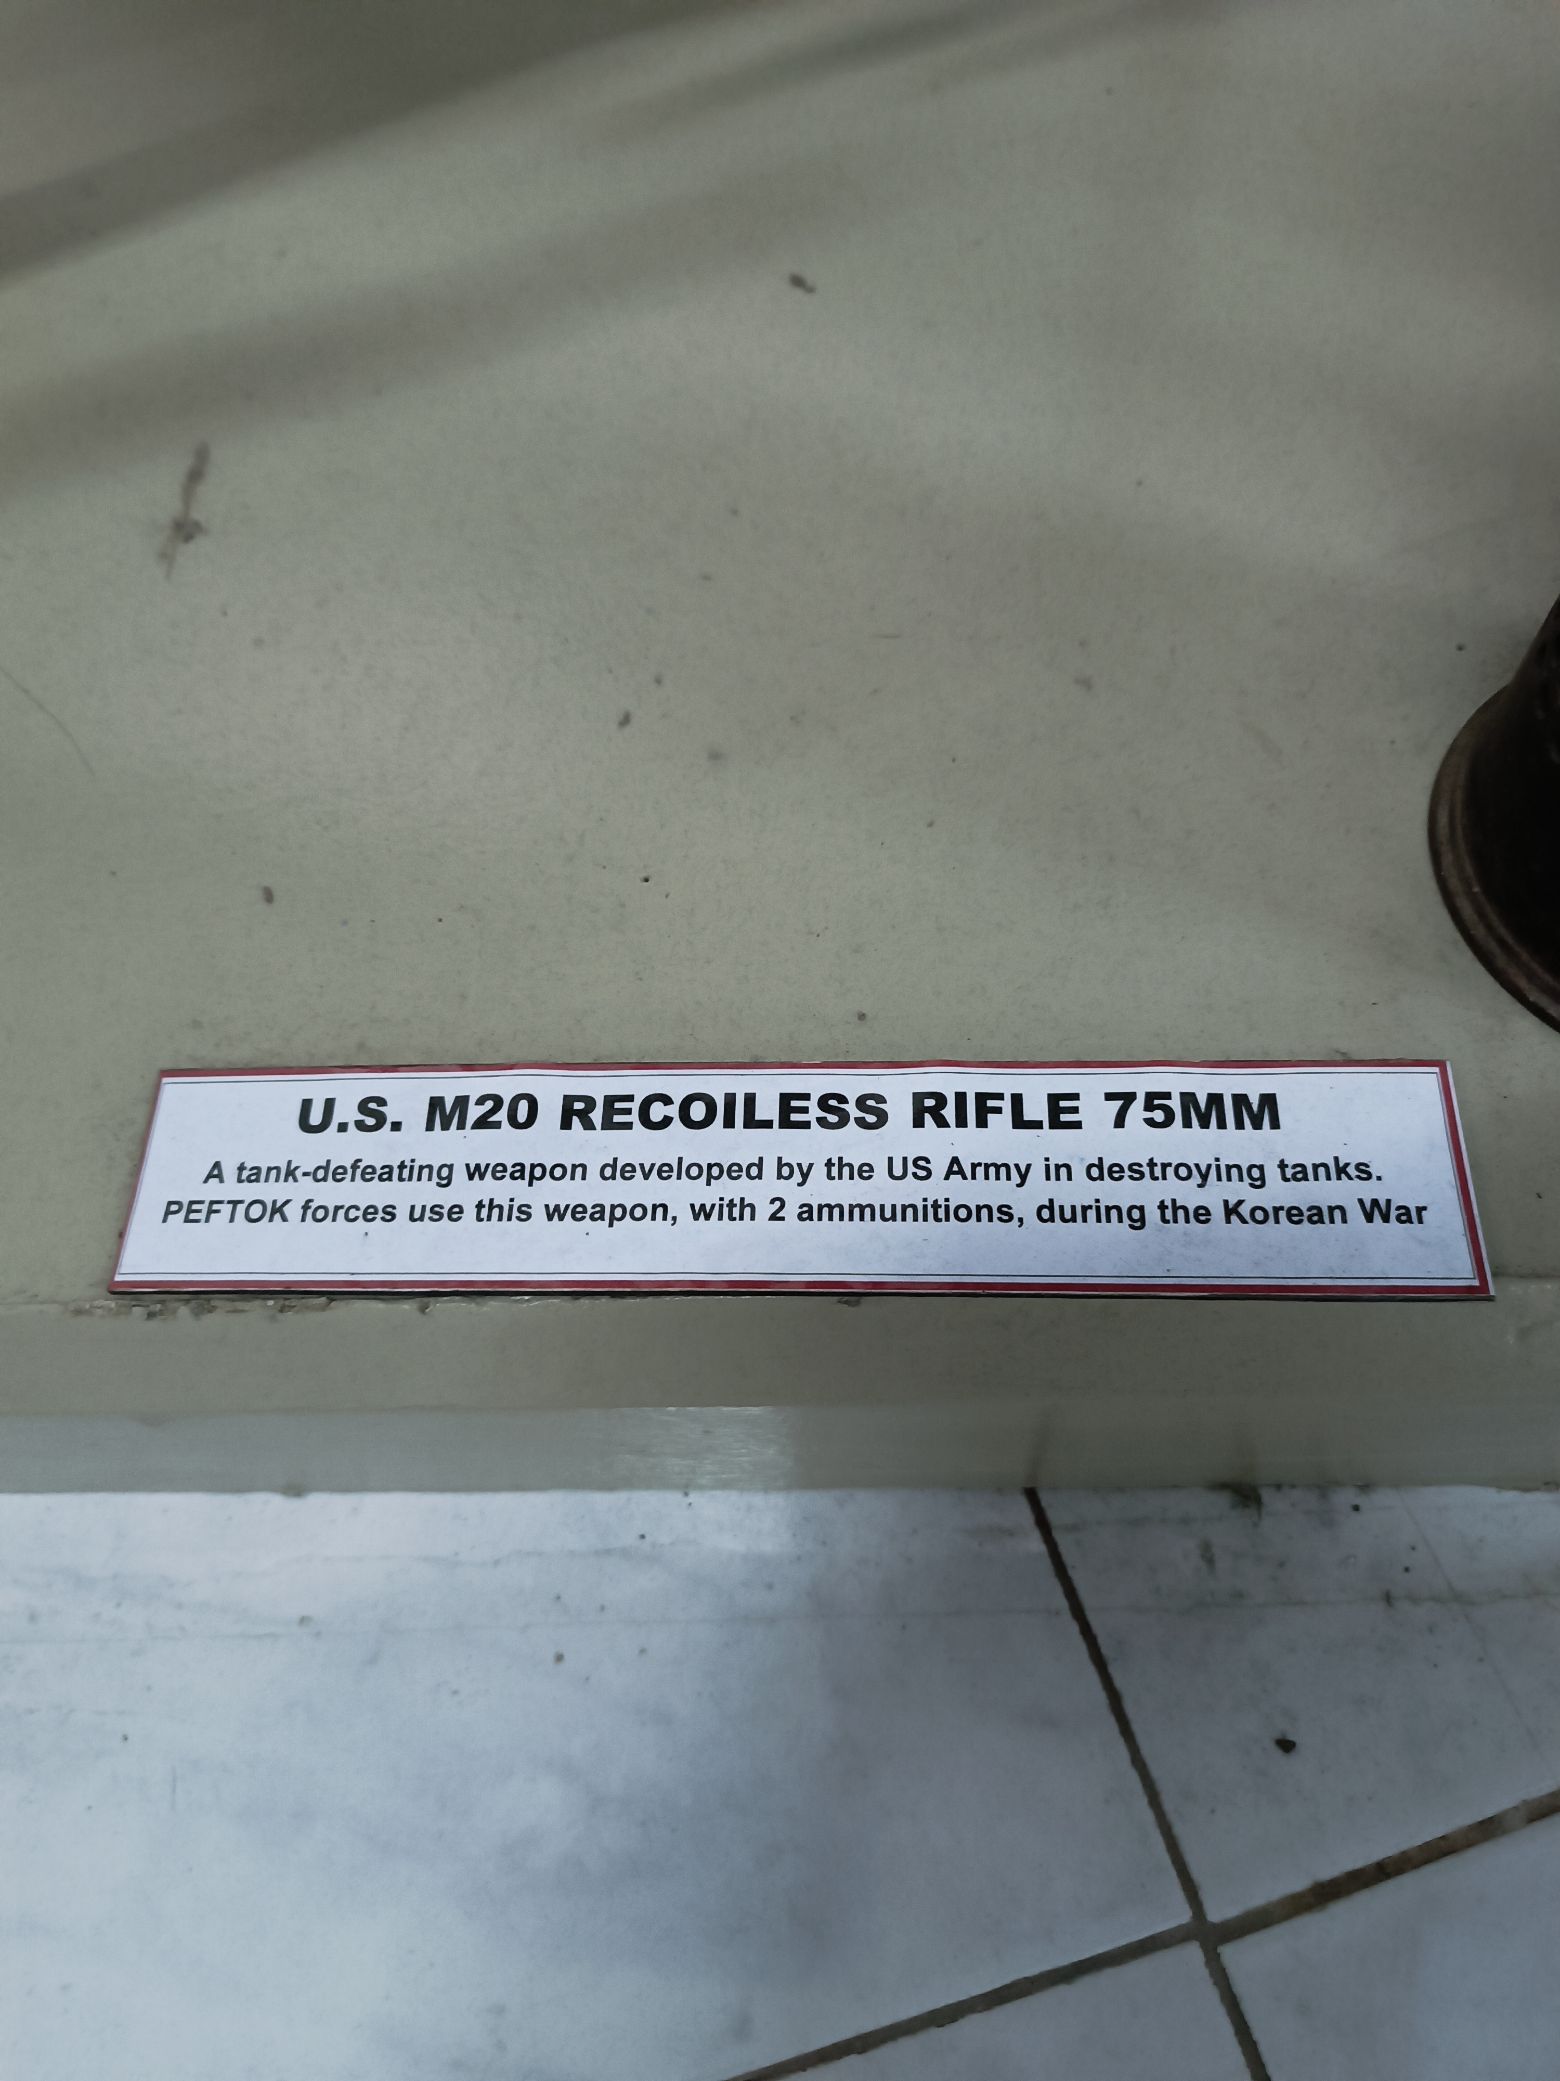 U.S. M20 RECOILESS RIFLE 75MM
A tank-defeating weapon developed by the US Army in destroying tanks.
PEFTOK forces use this weapon, with 2 ammunitions, during the Korean War